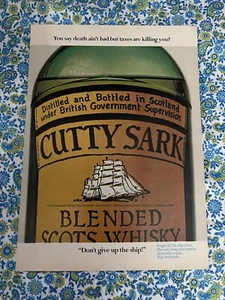 You say death ain't bad but taxes are killing you?
Distilled and Bottled in Scotland
under British Government Supervision
CUTTY SARK
BLENDED
SCOTS WHISKY
"Don't give up the ship!"